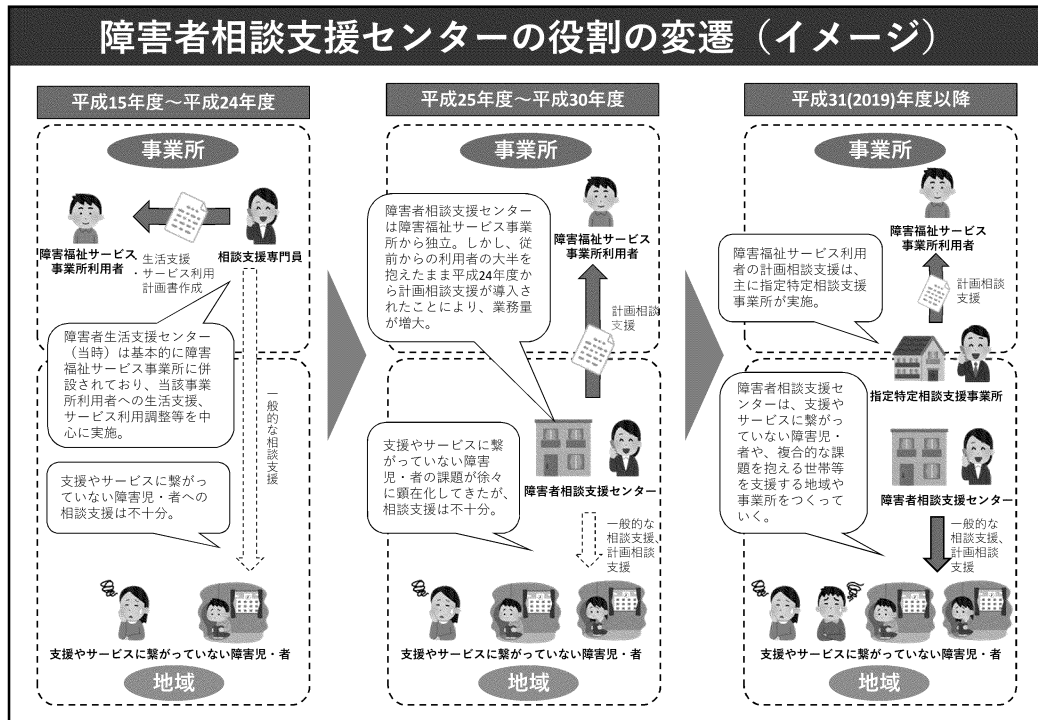 障害者相談支援センターの役割の変遷（イメージ）
平成15年度～平成24年度
事業所
障害福祉サービス
事業所利用者
相談支援専門員
・生活支援
・サービス利用
計画書作成
障害者生活支援センター
（当時）は基本的に障害
福祉サービス事業所に併
設されており、当該事業
所利用者への生活支援、
サービス利用調整等を中
心に実施。
一般的な相談支援
支援やサービスに繋がっ
ていない障害児・者への
相談支援は不十分。
支援やサービスに繋がっていない障害児・者
地域
平成25年度～平成30年度
事業所
障害者相談支援センター
は障害福祉サービス事業
所から独立。しかし、従
前からの利用者の大半を
抱えたまま平成24年度か
ら計画相談支援が導入さ
れたことにより、業務量
が増大。
障害福祉サービス
事業所利用者
計画相談
支援
支援やサービスに繋
がっていない障害
児・者の課題が徐々
に顕在化してきたが、
相談支援は不十分。
障害者相談支援センター
一般的な
相談支援、
計画相談
支援
支援やサービスに繋がっていない障害児・者
地域
平成31(2019)年度以降
事業所
障害福祉サービス
事業所利用者
障害福祉サービス利用
者の計画相談支援は、
主に指定特定相談支援
事業所が実施。
計画相談
支援
指定特定相談支援事業所
障害者相談支援セン
ターは、支援や
サービスに繋がっ
ていない障害児・
者や、複合的な課
題を抱える世帯等
を支援する地域や
事業所をつくって
いく。
障害者相談支援センター
一般的な
相談支援、
計画相談
支援
支援やサービスに繋がっていない障害児・者
地域